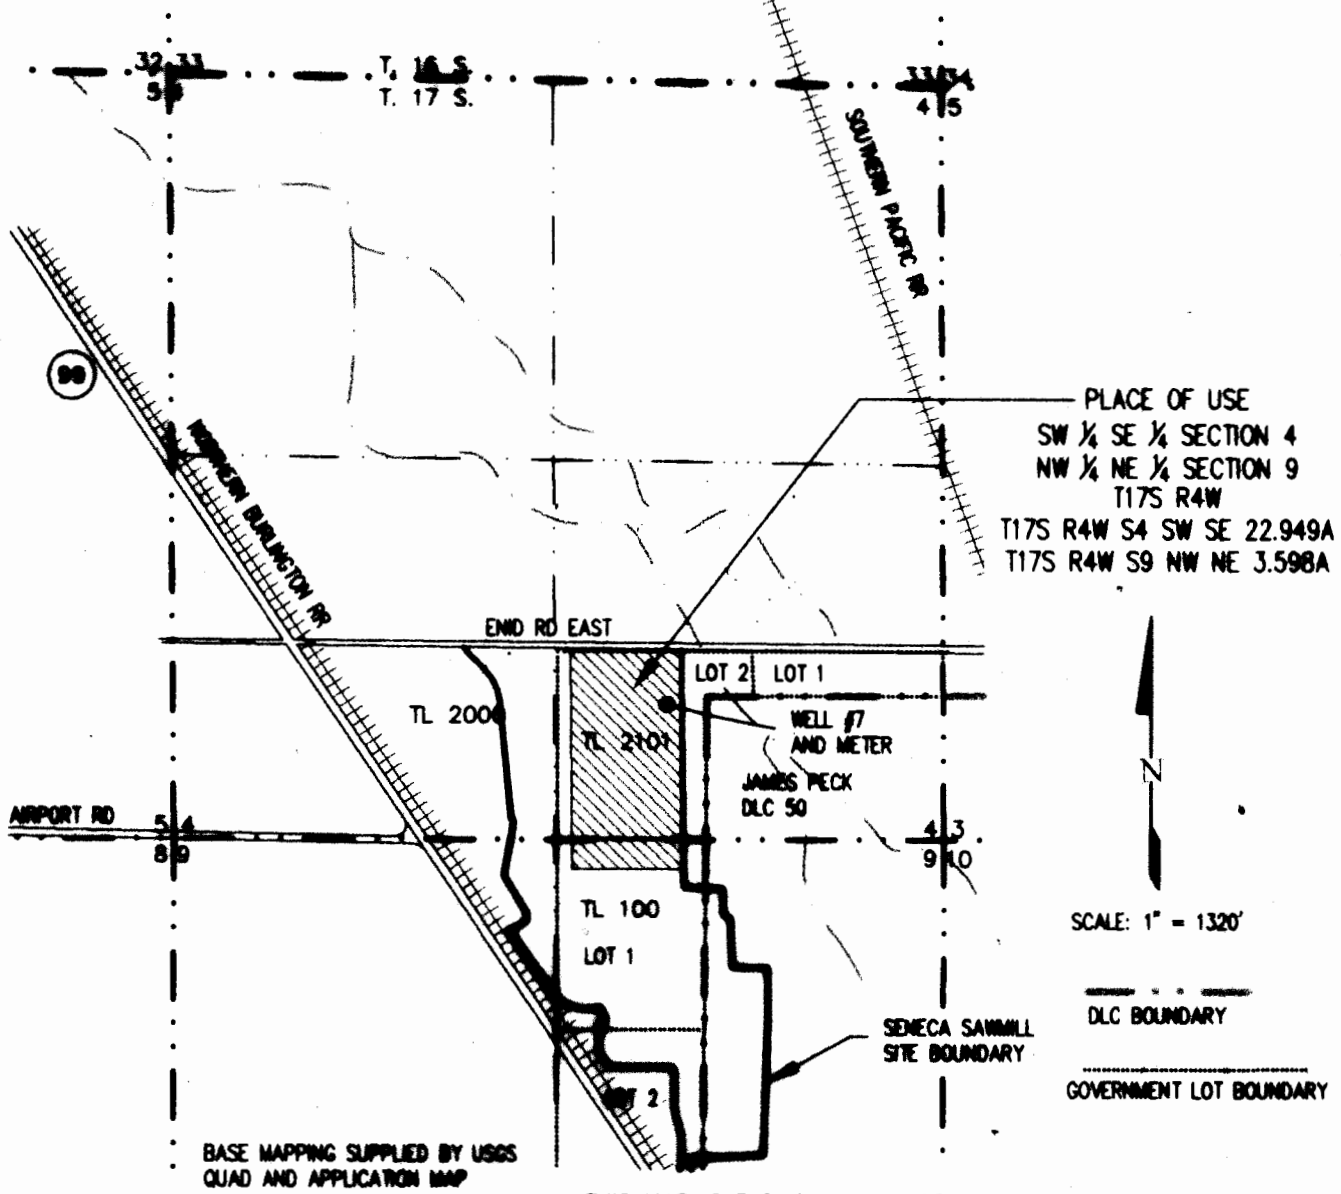 32 33
T. 16 S.
33 34
5
T. 17 S.
4 5
SOUTHERN PACIFIC RR
99
NORTHERN BURLINGTON RR
PLACE OF USE
SW ¼ SE ¼ SECTION 4
NW ¼ NE ¼ SECTION 9
T17S R4W
T17S R4W S4 SW SE 22.949A
T17S R4W S9 NW NE 3.598A
ENID RD EAST
LOT 2
LOT 1
TL 2000
TL 2101
WELL #7
AND METER
JAMES PECK
DLC 50
N
AIRPORT RD
5 4
8 9
4 3
9 10
TL 100
LOT 1
SCALE: 1" = 1320'
DLC BOUNDARY
SENECA SAWMILL
SITE BOUNDARY
GOVERNMENT LOT BOUNDARY
LOT 2
BASE MAPPING SUPPLIED BY USGS
QUAD AND APPLICATION MAP